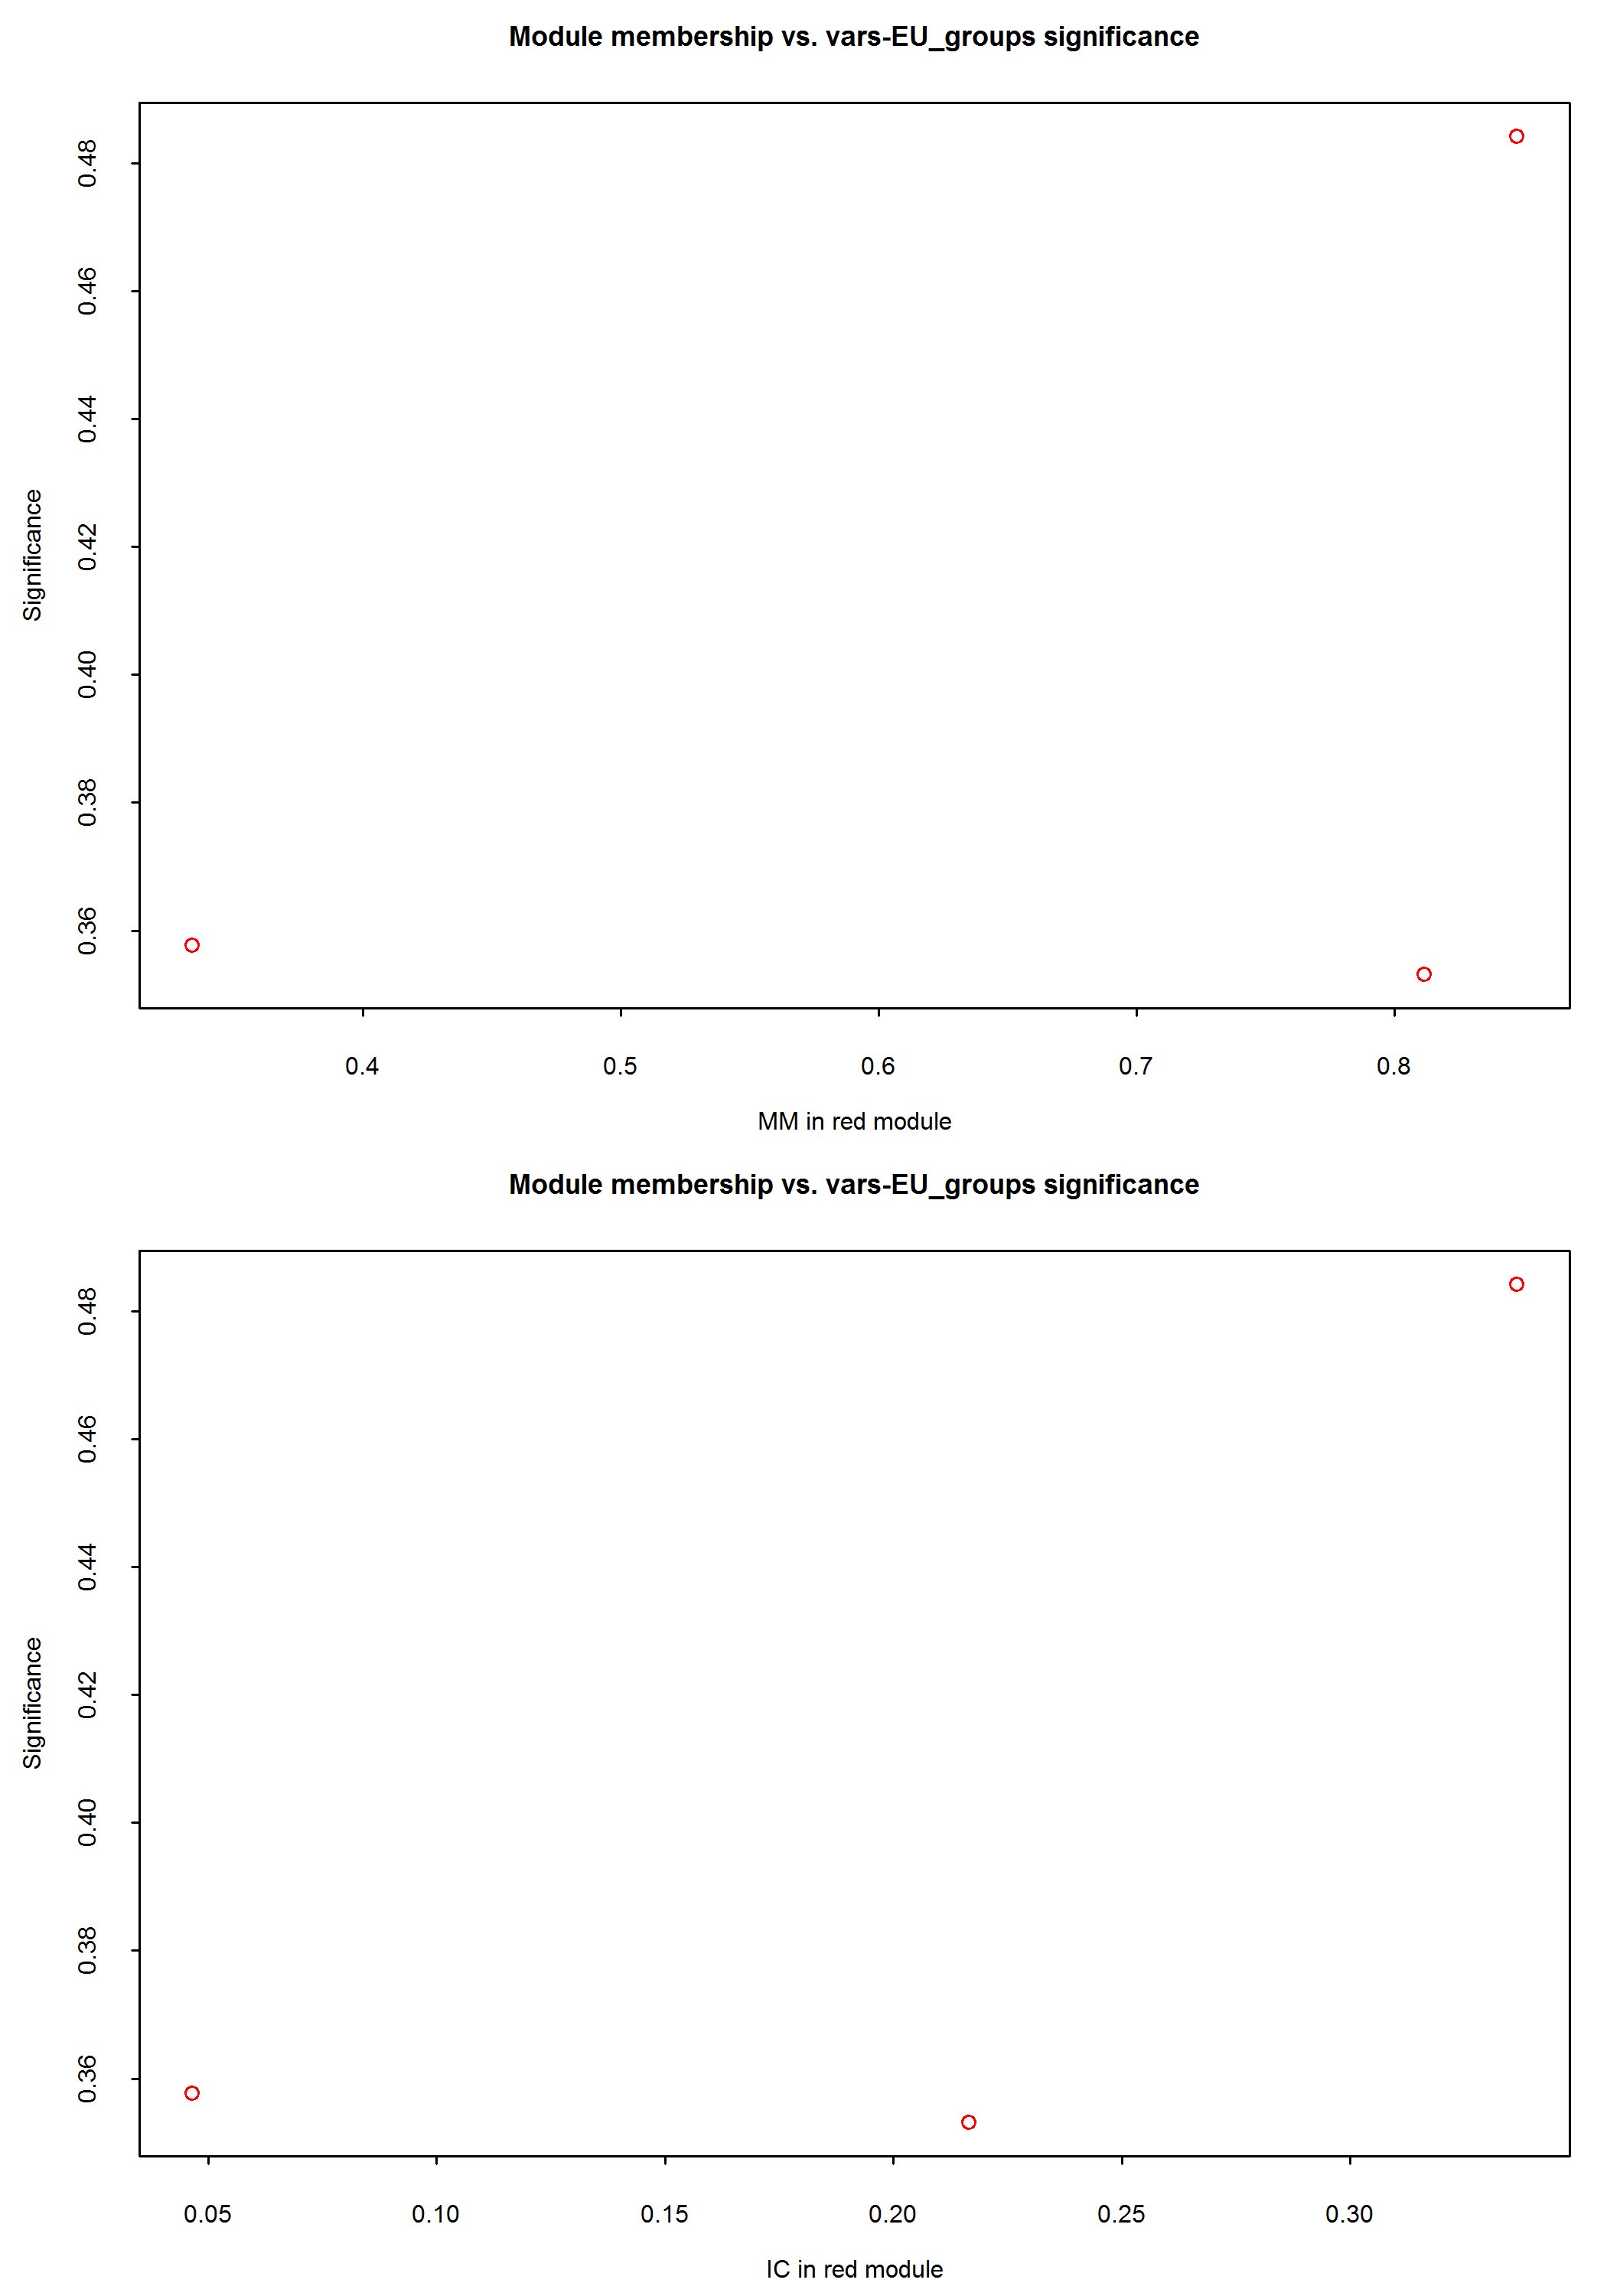 Module membership vs. vars-EU_groups significance
Significance
0.48
0.46
0.44
0.42
0.40
0.38
0.36
0.4 0.5 0.6 0.7 0.8
MM in red module
Module membership vs. vars-EU_groups significance
Significance
0.48
0.46
0.44
0.42
0.40
0.38
0.36
0.05 0.10 0.15 0.20 0.25 0.30
IC in red module